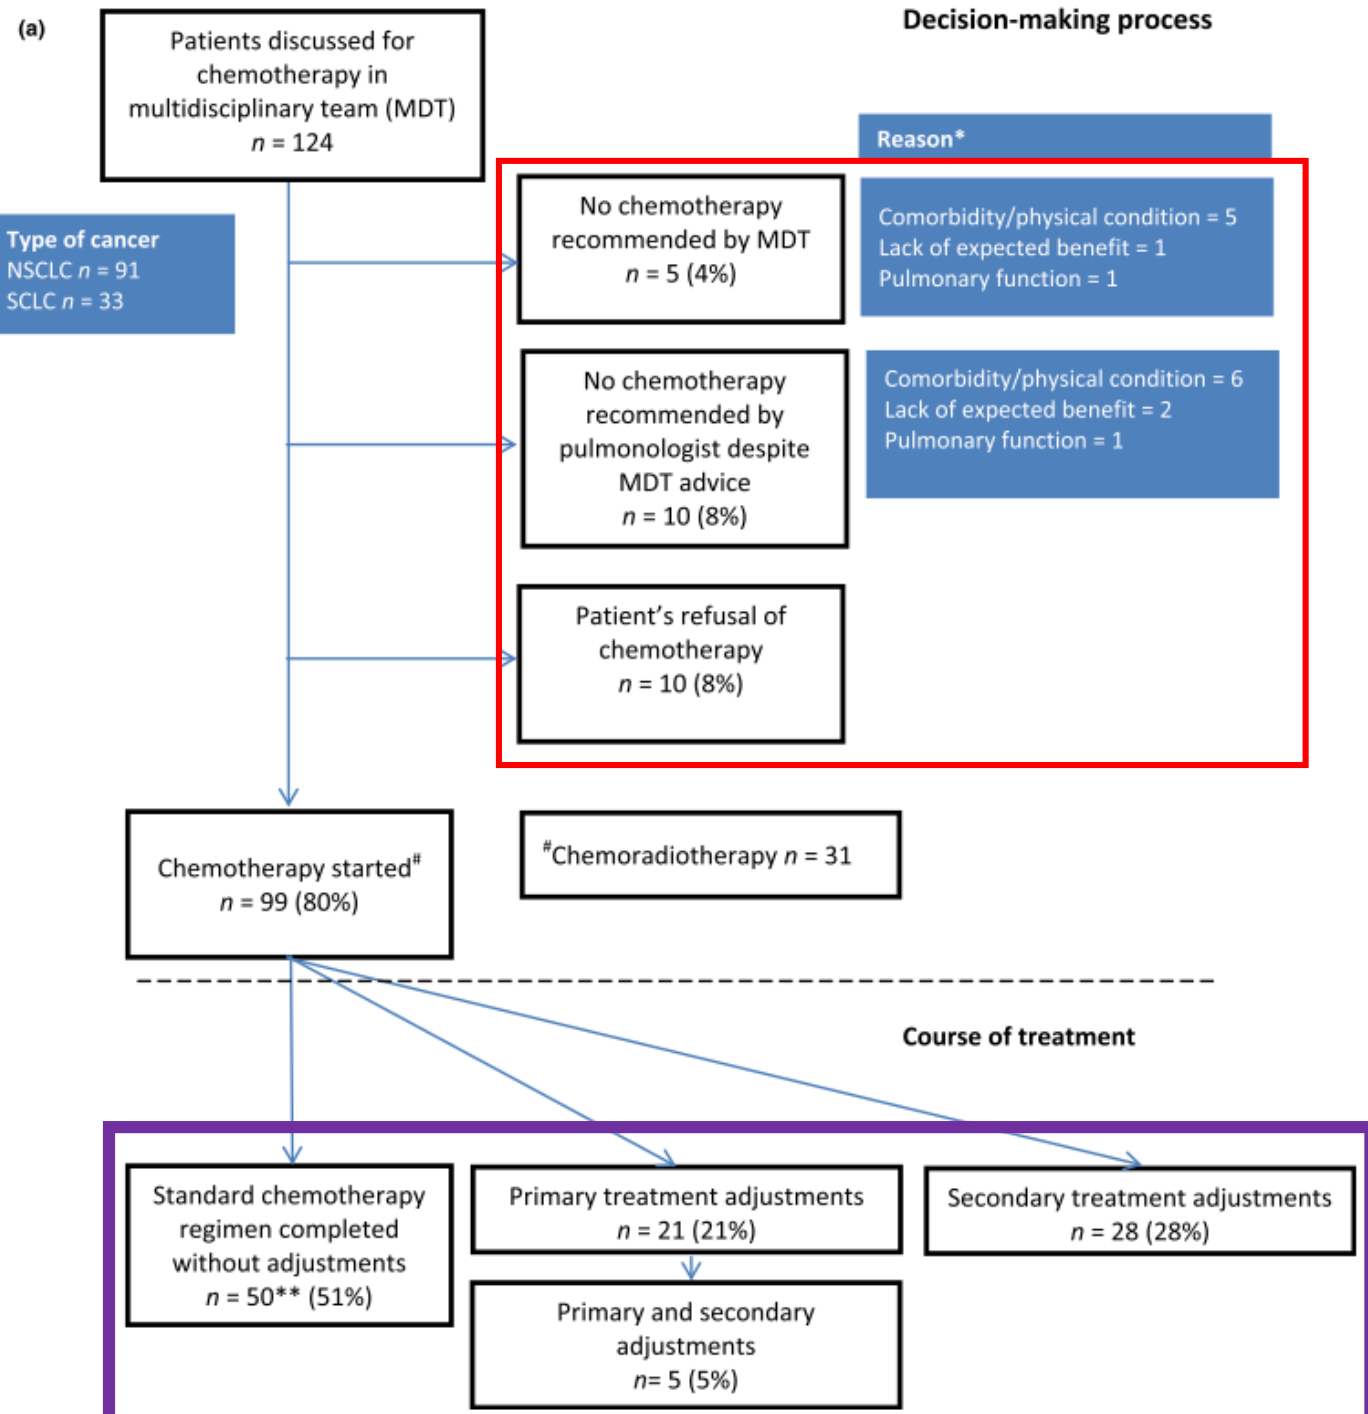 (a)
Decision-making process
Patients discussed for
chemotherapy in
multidisciplinary team (MDT)
n = 124
Reason*
Type of cancer
NSCLC n = 91
SCLC n = 33
No chemotherapy
recommended by MDT
n = 5 (4%)
Comorbidity/physical condition = 5
Lack of expected benefit = 1
Pulmonary function = 1
No chemotherapy
recommended by
pulmonologist despite
MDT advice
n = 10 (8%)
Comorbidity/physical condition = 6
Lack of expected benefit = 2
Pulmonary function = 1
Patient's refusal of
chemotherapy
n = 10 (8%)
Chemotherapy started#
n = 99 (80%)
#Chemoradiotherapy n = 31
Course of treatment
Standard chemotherapy
regimen completed
without adjustments
n = 50** (51%)
Primary treatment adjustments
n = 21 (21%)
Secondary treatment adjustments
n = 28 (28%)
Primary and secondary
adjustments
n= 5 (5%)